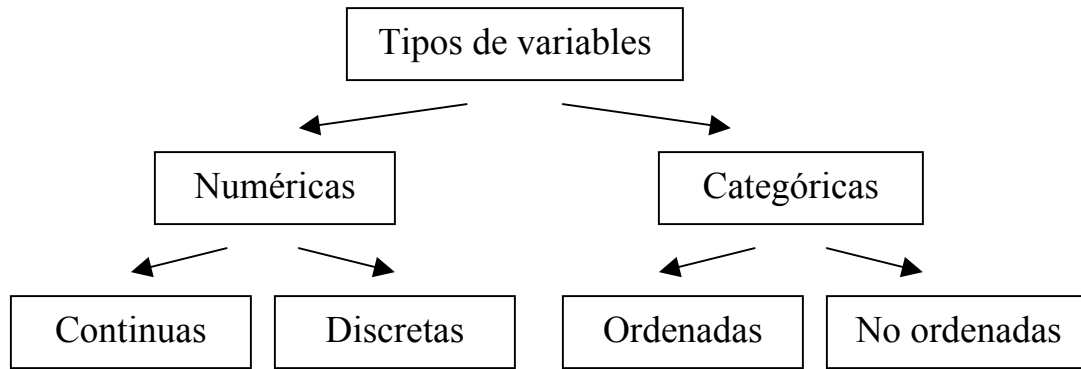 Tipos de variables
Numéricas
Categóricas
Continuas
Discretas
Ordenadas
No ordenadas